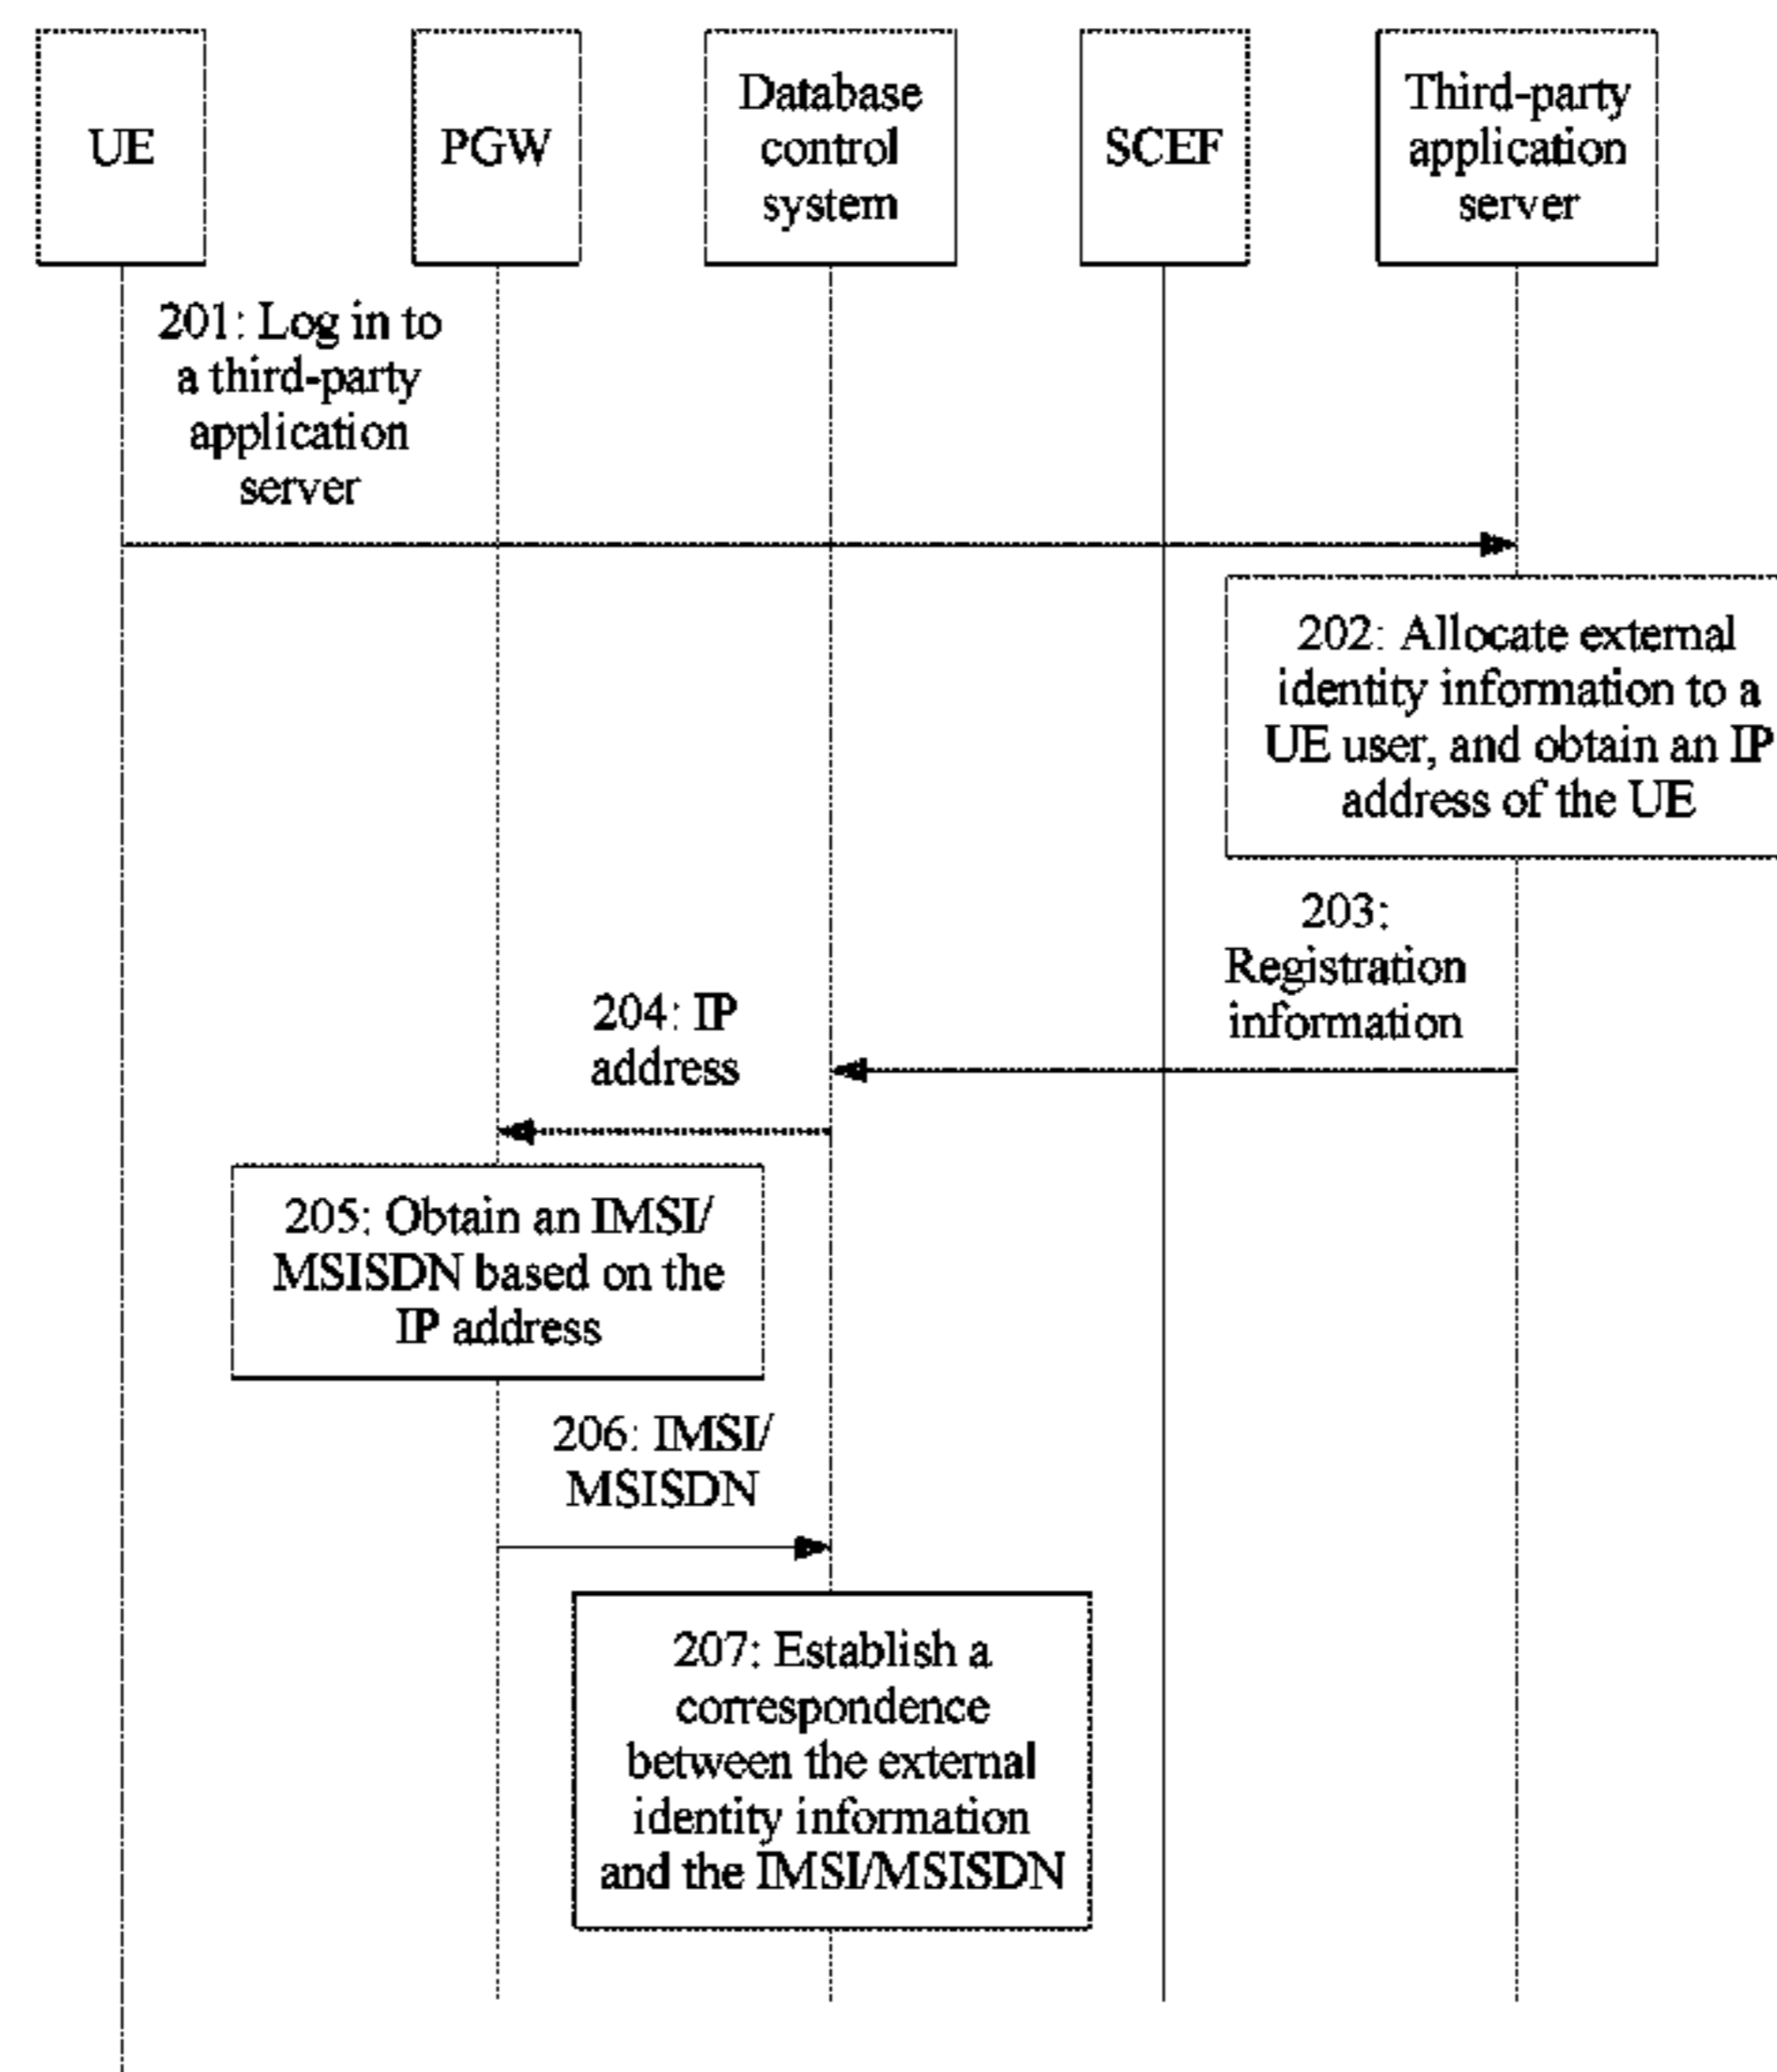 UE
PGW
Database
control
system
SCEF
Third-party
application
server
201: Log in to
a third-party
application
server
202: Allocate external
identity information to a
UE user, and obtain an IP
address of the UE
203:
Registration
information
204: IP
address
205: Obtain an IMSI/
MSISDN based on the
IP address
206: IMSI/
MSISDN
207: Establish a
correspondence
between the external
identity information
and the IMSI/MSISDN